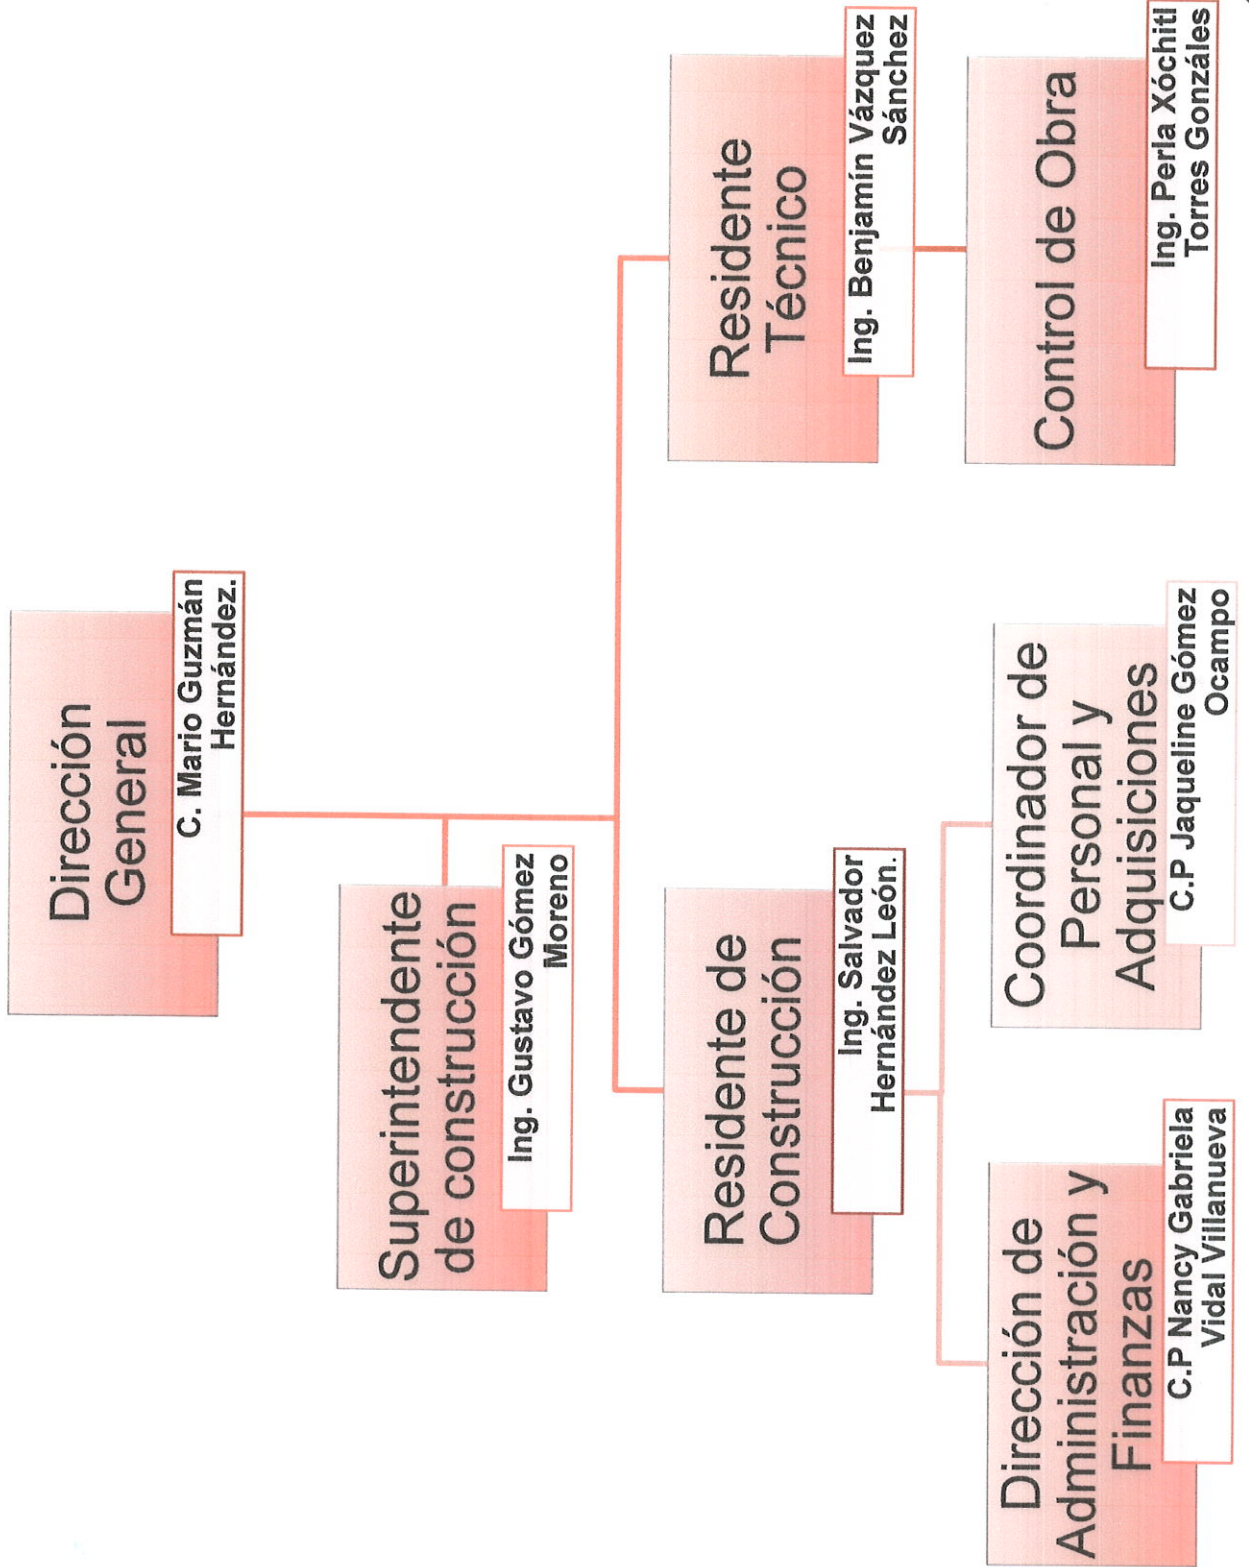 Dirección
General
C. Mario Guzmán
Hernández.
Superintendente
de construcción
Ing. Gustavo Gómez
Moreno
Residente de
Construcción
Ing. Salvador
Hernández León.
Residente
Técnico
Ing. Benjamín Vázquez
Sánchez
Dirección de
Administración y
Finanzas
C.P Nancy Gabriela
Vidal Villanueva
Coordinador de
Personal y
Adquisiciones
C.P Jaqueline Gómez
Ocampo
Control de Obra
Ing. Perla Xóchitl
Torres Gonzáles